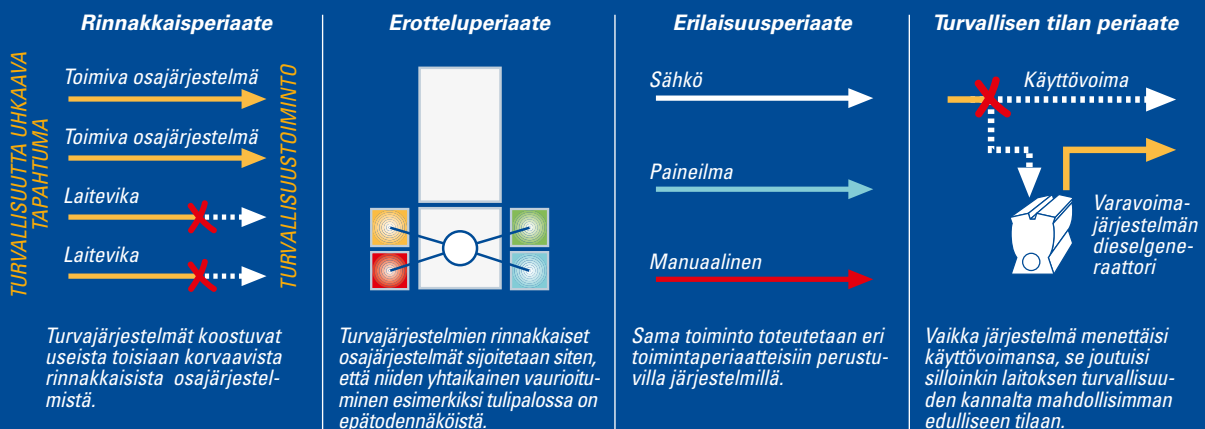 Rinnakkaisperiaate
TURVALLISUUTTA UHKAAVA
TAPAHTUMA
Toimiva osajärjestelmä
Toimiva osajärjestelmä
Laitevika
Laitevika
TURVALLISUUSTOIMINTO
Turvajärjestelmät koostuvat
useista toisiaan korvaavista
rinnakkaisista osajärjestel-
mistä.
Erotteluperiaate
Turvajärjestelmien rinnakkaiset
osajärjestelmät sijoitetaan siten,
että niiden yhtaikainen vaurioitu-
minen esimerkiksi tulipalossa on
epätodennäköistä.
Erilaisuusperiaate
Sähkö
Paineilma
Manuaalinen
Sama toiminto toteutetaan eri
toimintaperiaatteisiin perustu-
villa järjestelmillä.
Turvallisen tilan periaate
Käyttövoima
Varavoima-
järjestelmän
dieselgene-
raattori
Vaikka järjestelmä menettäisi
käyttövoimansa, se joutuisi
silloinkin laitoksen turvallisuu-
den kannalta mahdollisimman
edulliseen tilaan.